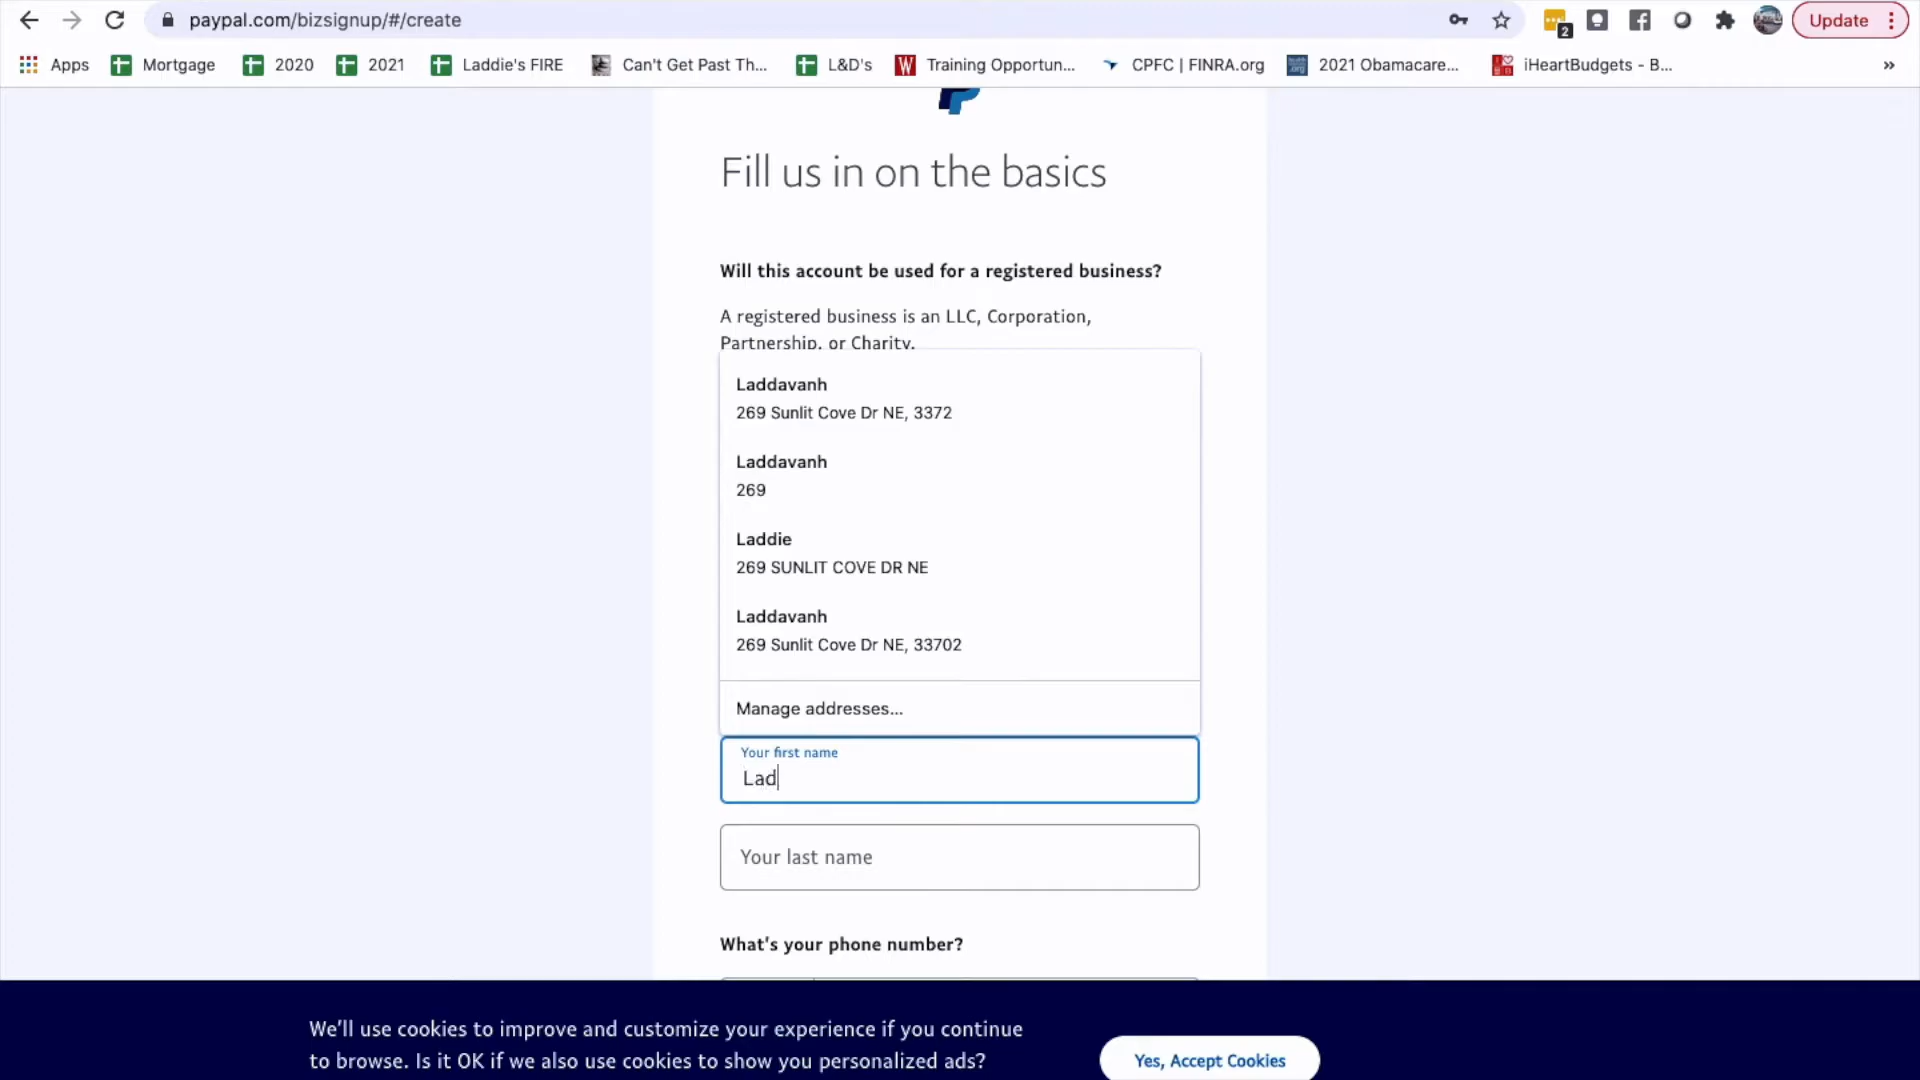 paypal.com/bizsignup/#/create
2
Update
Apps
Mortgage
2020
2021
Laddie's FIRE
Can't Get Past Th...
L&D's
W
Training Opportun...
CPFC | FINRA.org
2021 Obamacare...
iHeartBudgets - B...
»
Fill us in on the basics
Will this account be used for a registered business?
A registered business is an LLC, Corporation,
Partnership, or Charity.
Laddavanh
269 Sunlit Cove Dr NE, 3372
Laddavanh
269
Laddie
269 SUNLIT COVE DR NE
Laddavanh
269 Sunlit Cove Dr NE, 33702
Manage addresses...
Your first name
Lad
Your last name
What's your phone number?
We'll use cookies to improve and customize your experience if you continue
to browse. Is it OK if we also use cookies to show you personalized ads?
Yes, Accept Cookies